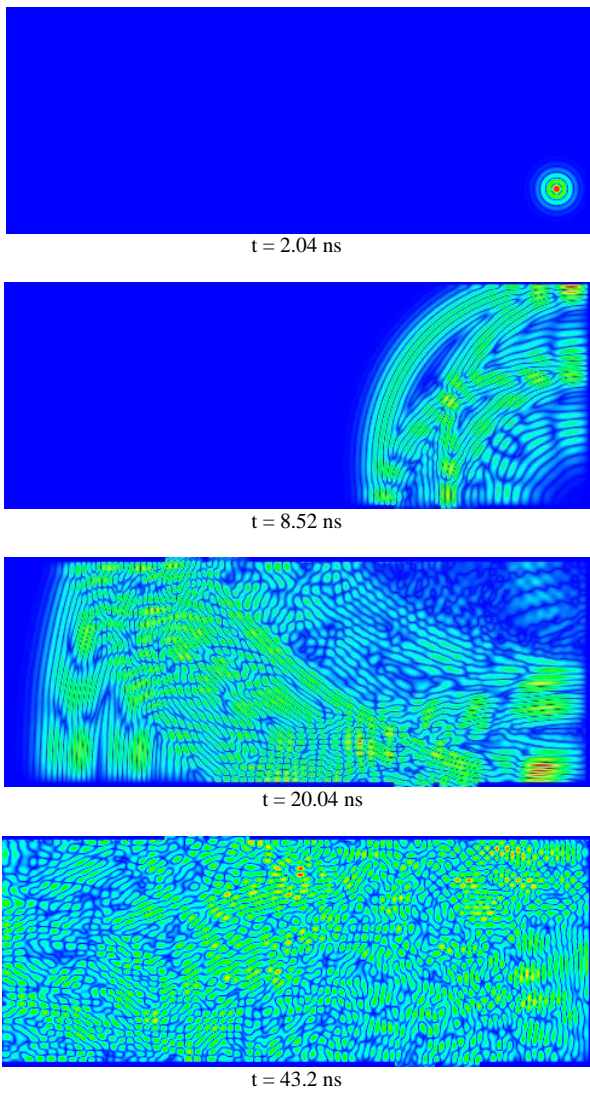 t = 2.04 ns
t = 8.52 ns
t = 20.04 ns
t = 43.2 ns